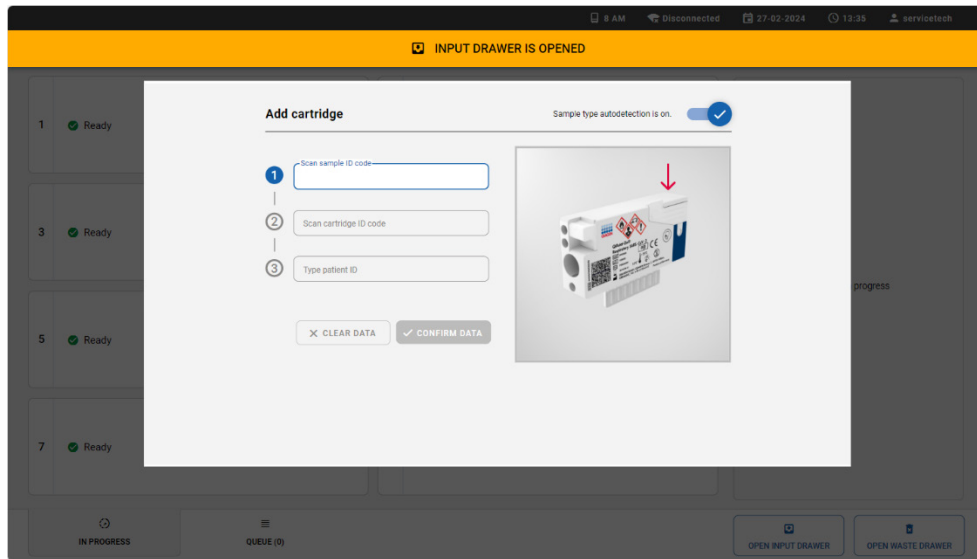 8 AM Disconnected 27-02-2024 13:35 servicetech
INPUT DRAWER IS OPENED
Add cartridge
Sample type autodetection is on.
1 Ready
3 Ready
5 Ready
7 Ready
1 Scan sample ID code
2 Scan cartridge ID code
3 Type patient ID
CLEAR DATA
CONFIRM DATA
CE
progress
IN PROGRESS
QUEUE (0)
OPEN INPUT DRAWER
OPEN WASTE DRAWER